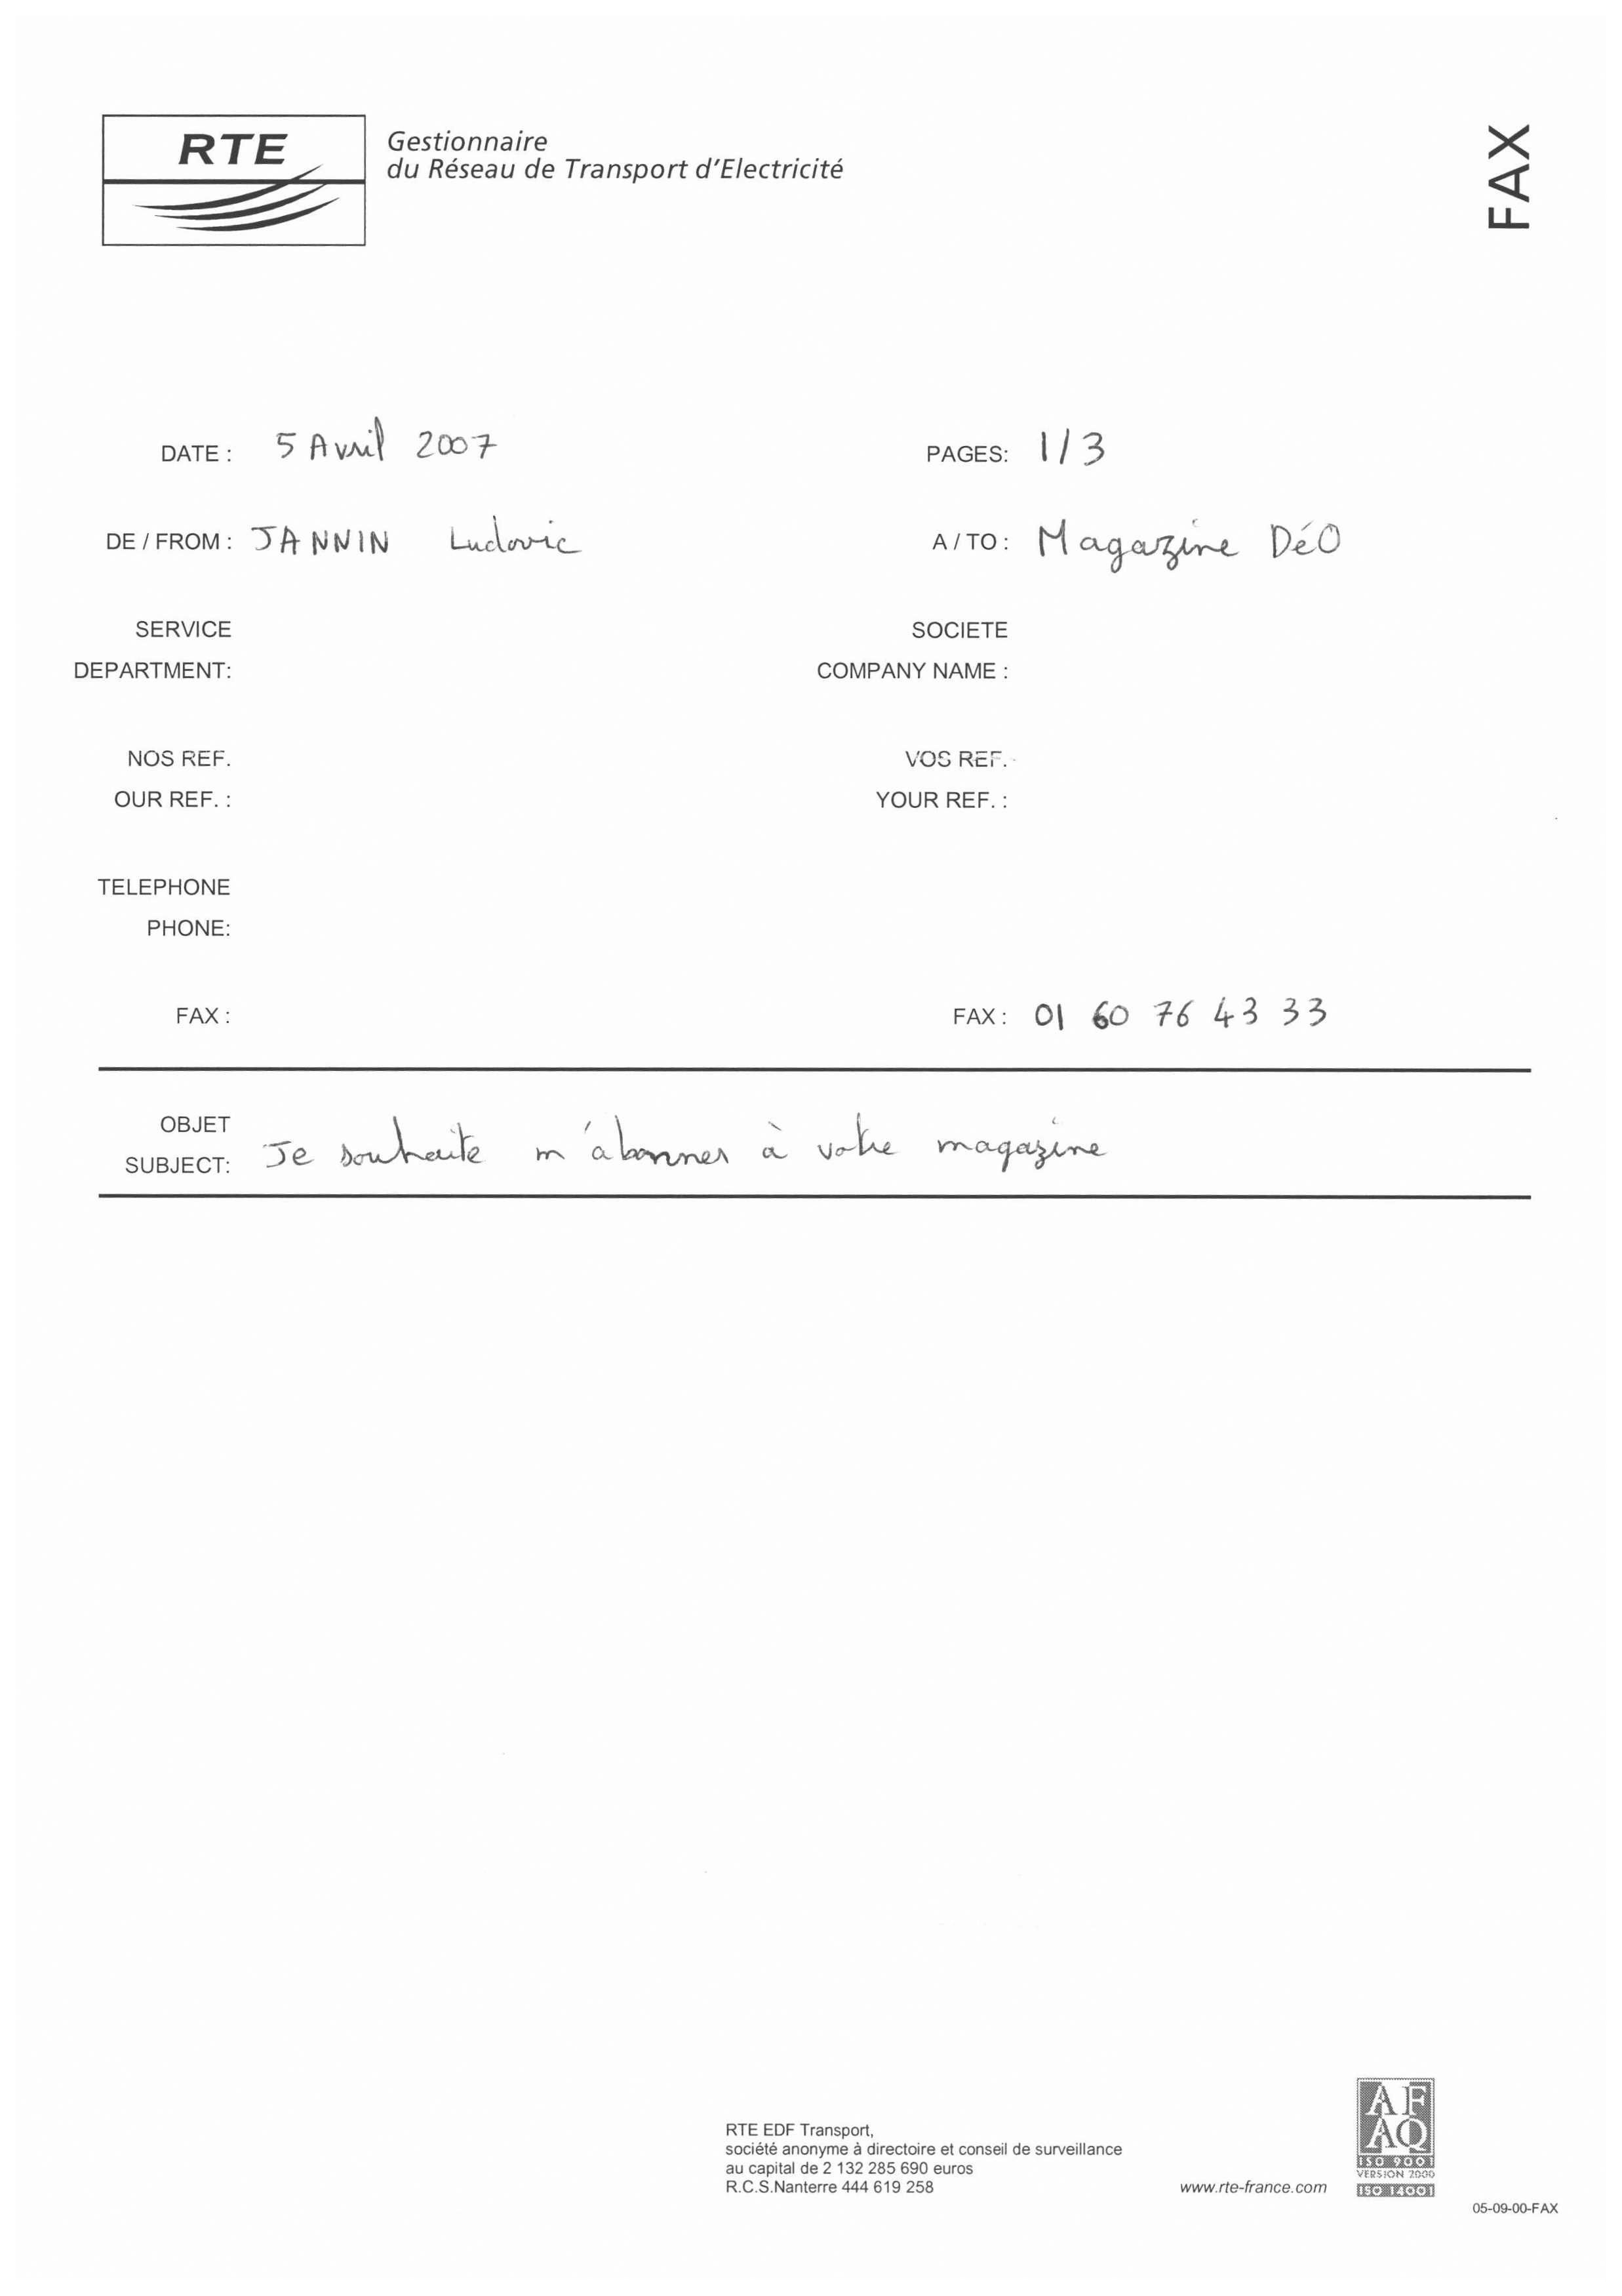 RTE
Gestionnaire
du Réseau de Transport d'Electricité
FAX
DATE : 5 Avril 2007
PAGES: 1/3
DE / FROM : JANNIN Ludovic
A / TO : Magazine DéO
SERVICE
DEPARTMENT:
SOCIETE
COMPANY NAME :
NOS REF.
OUR REF. :
VOS REF.
YOUR REF. :
TELEPHONE
PHONE:
FAX :
FAX : 01 60 76 43 33
OBJET
SUBJECT: Je souhaite m'abonner à votre magazine
RTE EDF Transport,
société anonyme à directoire et conseil de surveillance
au capital de 2 132 285 690 euros
R.C.S.Nanterre 444 619 258
www.rte-france.com
AF
AQ
ISO 9001
VERSION 2000
ISO 14001
05-09-00-FAX